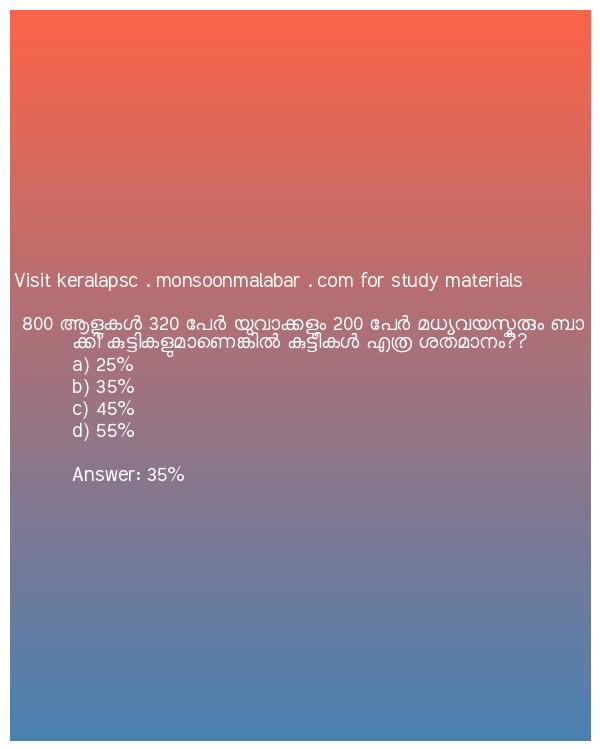 Visit keralapsc . monsoonmalabar . com for study materials
800 ആളുകൾ 320 പേർ യുവാക്കളും 200 പേർ മധ്യവയസ്കരും ബാ
ക്കി കുട്ടികളുമാണെങ്കിൽ കുട്ടികൾ എത്ര ശതമാനം??
a) 25%
b) 35%
c) 45%
d) 55%
Answer: 35%